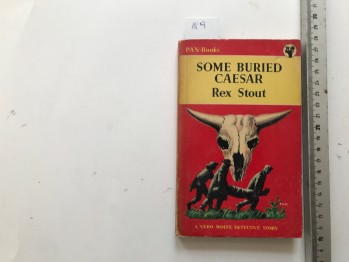 PAN-Books
SOME BURIED
CAESAR
Rex Stout
A NERO WOLFE DETECTIVE STORY